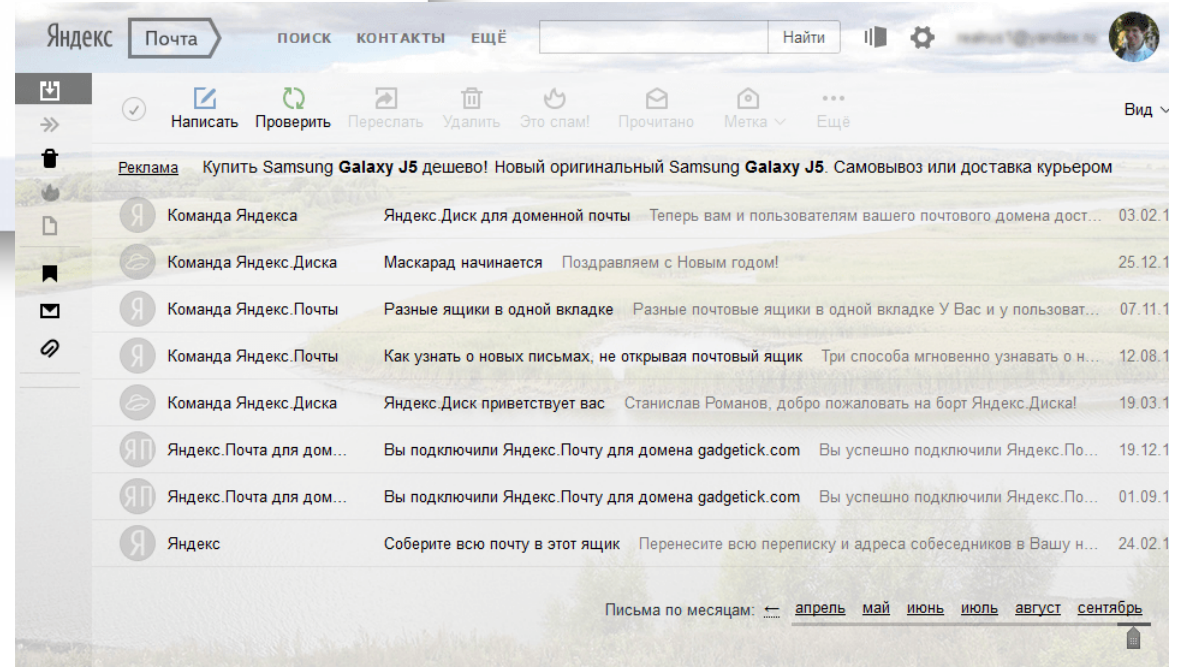 Яндекс Почта ПОИСК КОНТАКТЫ ЕЩЁ Найти
Написать Проверить Переслать Удалить Это спам! Прочитано Метка Ещё Вид
Реклама Купить Samsung Galaxy J5 дешево! Новый оригинальный Samsung Galaxy J5. Самовывоз или доставка курьером
Я Команда Яндекса Яндекс.Диск для доменной почты Теперь вам и пользователям вашего почтового домена дост... 03.02.1
Команда Яндекс.Диска Маскарад начинается Поздравляем с Новым годом! 25.12.1
Я Команда Яндекс.Почты Разные ящики в одной вкладке Разные почтовые ящики в одной вкладке У Вас и у пользоват... 07.11.1
Я Команда Яндекс.Почты Как узнать о новых письмах, не открывая почтовый ящик Три способа мгновенно узнавать о н... 12.08.1
Команда Яндекс.Диска Яндекс.Диск приветствует вас Станислав Романов, добро пожаловать на борт Яндекс.Диска! 19.03.1
ЯП Яндекс.Почта для дом... Вы подключили Яндекс.Почту для домена gadgetick.com Вы успешно подключили Яндекс.По... 19.12.1
ЯП Яндекс.Почта для дом... Вы подключили Яндекс.Почту для домена gadgetick.com Вы успешно подключили Яндекс.По... 01.09.1
Я Яндекс Соберите всю почту в этот ящик Перенесите всю переписку и адреса собеседников в Вашу н... 24.02.1
Письма по месяцам: ← апрель май июнь июль август сентябрь